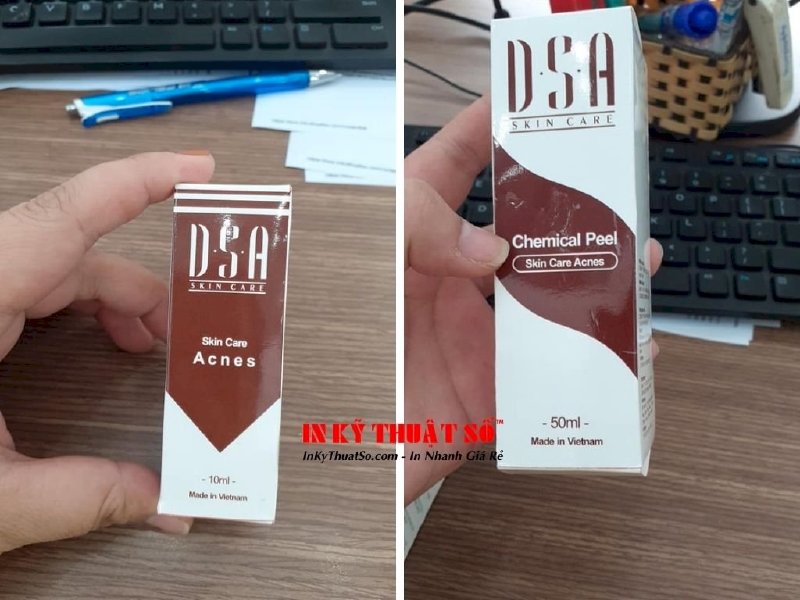 D.S.A
SKIN CARE
Skin Care
Acnes
- 10ml -
Made in Vietnam
D.S.A
SKIN CARE
Chemical Peel
Skin Care Acnes
- 50ml -
Made in Vietnam
IN KỸ THUẬT SỐ™
InKyThuatSo.com - In Nhanh Giá Rẻ